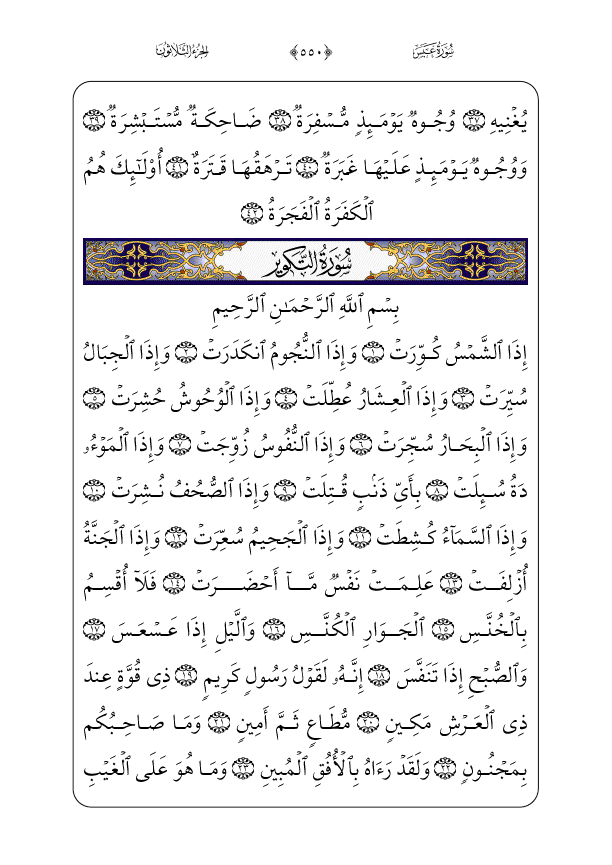 سُورَةُ عَبَسَ ﴿٥٥٠﴾ الجُزْءُ الثَّلَاثُونَ
يُغْنِيهِ ٣٧ وُجُوهٌ يَوْمَئِذٍ مُّسْفِرَةٌ ٣٨ ضَاحِكَةٌ مُّسْتَبْشِرَةٌ ٣٩
وَوُجُوهٌ يَوْمَئِذٍ عَلَيْهَا غَبَرَةٌ ٤٠ تَرْهَقُهَا قَتَرَةٌ ٤١ أُوْلَـٰٓئِكَ هُمُ
ٱلْكَفَرَةُ ٱلْفَجَرَةُ ٤٢
سُورَةُ التَّكْوِير
بِسْمِ ٱللَّهِ ٱلرَّحْمَـٰنِ ٱلرَّحِيمِ
إِذَا ٱلشَّمْسُ كُوِّرَتْ ١ وَإِذَا ٱلنُّجُومُ ٱنكَدَرَتْ ٢ وَإِذَا ٱلْجِبَالُ
سُيِّرَتْ ٣ وَإِذَا ٱلْعِشَارُ عُطِّلَتْ ٤ وَإِذَا ٱلْوُحُوشُ حُشِرَتْ ٥
وَإِذَا ٱلْبِحَارُ سُجِّرَتْ ٦ وَإِذَا ٱلنُّفُوسُ زُوِّجَتْ ٧ وَإِذَا ٱلْمَوْءُۥ
دَةُ سُئِلَتْ ٨ بِأَىِّ ذَنۢبٍ قُتِلَتْ ٩ وَإِذَا ٱلصُّحُفُ نُشِرَتْ ١٠
وَإِذَا ٱلسَّمَآءُ كُشِطَتْ ١١ وَإِذَا ٱلْجَحِيمُ سُعِّرَتْ ١٢ وَإِذَا ٱلْجَنَّةُ
أُزْلِفَتْ ١٣ عَلِمَتْ نَفْسٌ مَّآ أَحْضَرَتْ ١٤ فَلَآ أُقْسِمُ
بِٱلْخُنَّسِ ١٥ ٱلْجَوَارِ ٱلْكُنَّسِ ١٦ وَٱلَّيْلِ إِذَا عَسْعَسَ ١٧
وَٱلصُّبْحِ إِذَا تَنَفَّسَ ١٨ إِنَّهُۥ لَقَوْلُ رَسُولٍ كَرِيمٍ ١٩ ذِى قُوَّةٍ عِندَ
ذِى ٱلْعَرْشِ مَكِينٍ ٢٠ مُّطَاعٍ ثَمَّ أَمِينٍ ٢١ وَمَا صَاحِبُكُم
بِمَجْنُونٍ ٢٢ وَلَقَدْ رَءَاهُ بِٱلْأُفُقِ ٱلْمُبِينِ ٢٣ وَمَا هُوَ عَلَى ٱلْغَيْبِ